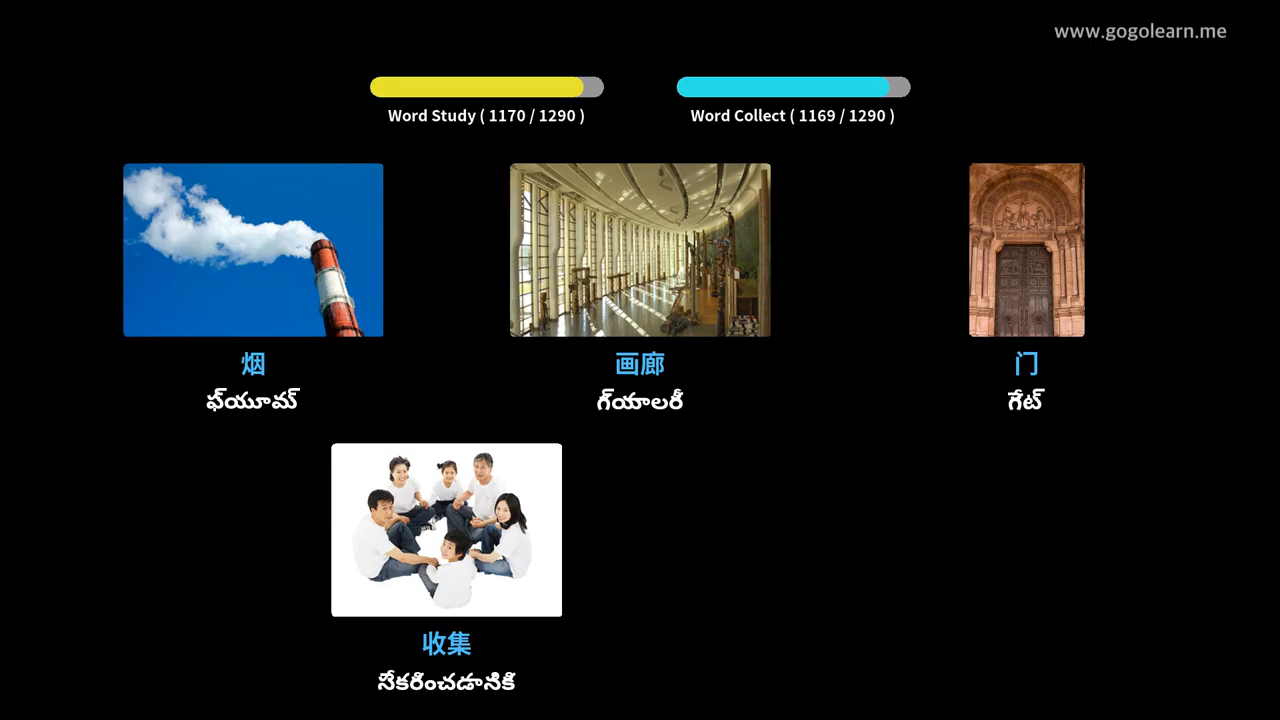 www.gogolearn.me
Word Study ( 1170 / 1290 )
Word Collect ( 1169 / 1290 )
烟
ఫ్యూమ్
画廊
గ్యాలరీ
门
గేట్
收集
సేకరించడానికి